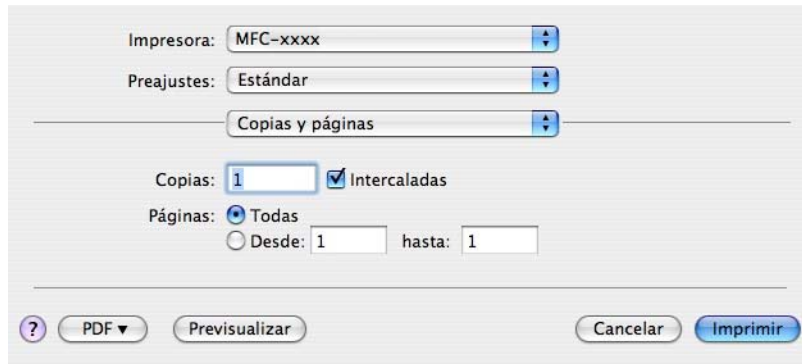 Impresora: MFC-xxxx
Preajustes: Estándar
Copias y páginas
Copias: 1 Intercaladas
Páginas: Todas
Desde: 1 hasta: 1
? PDF Previsualizar Cancelar Imprimir